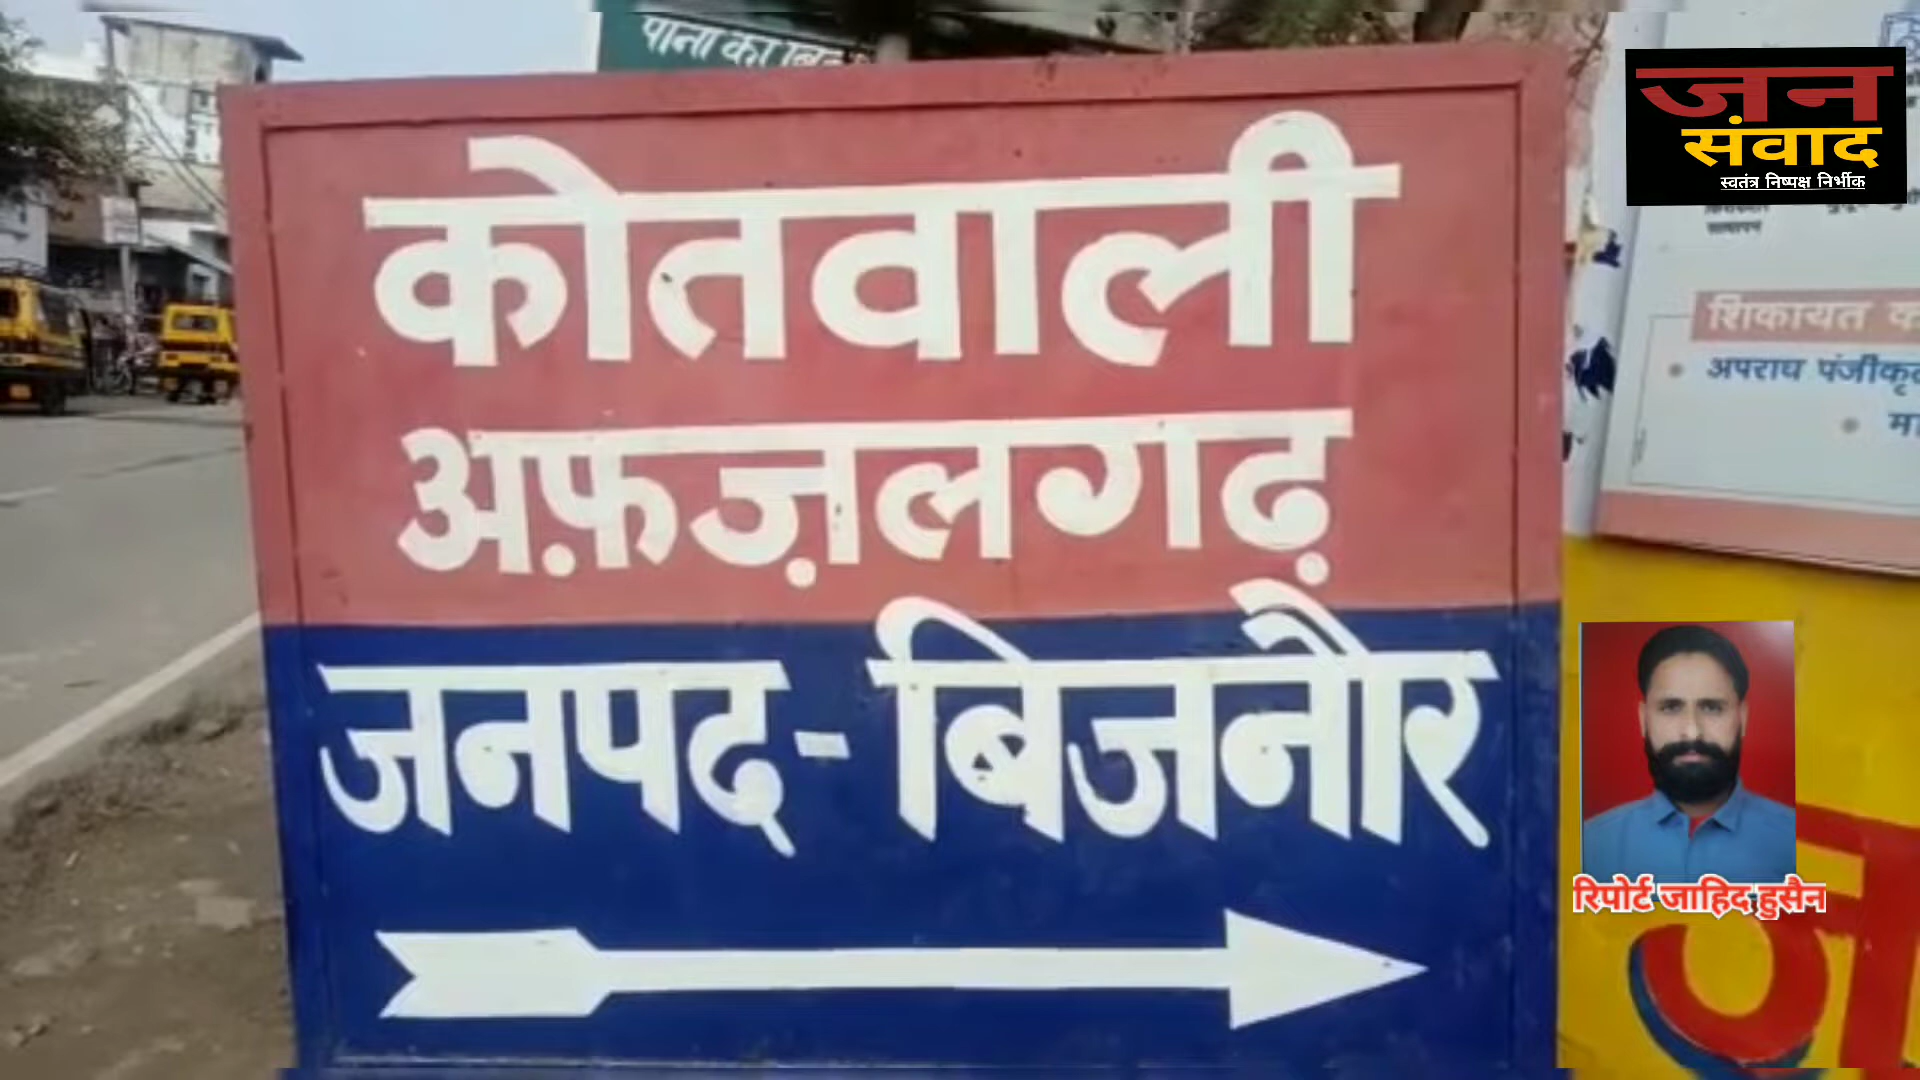 पानी का
जन
संवाद
स्वतंत्र निष्पक्ष निर्भीक
कोतवाली
अफ़ज़लगढ़
जनपद-बिजनौर
शिकायत
अपराध पंजीकृत
रिपोर्ट जाहिद हुसैन